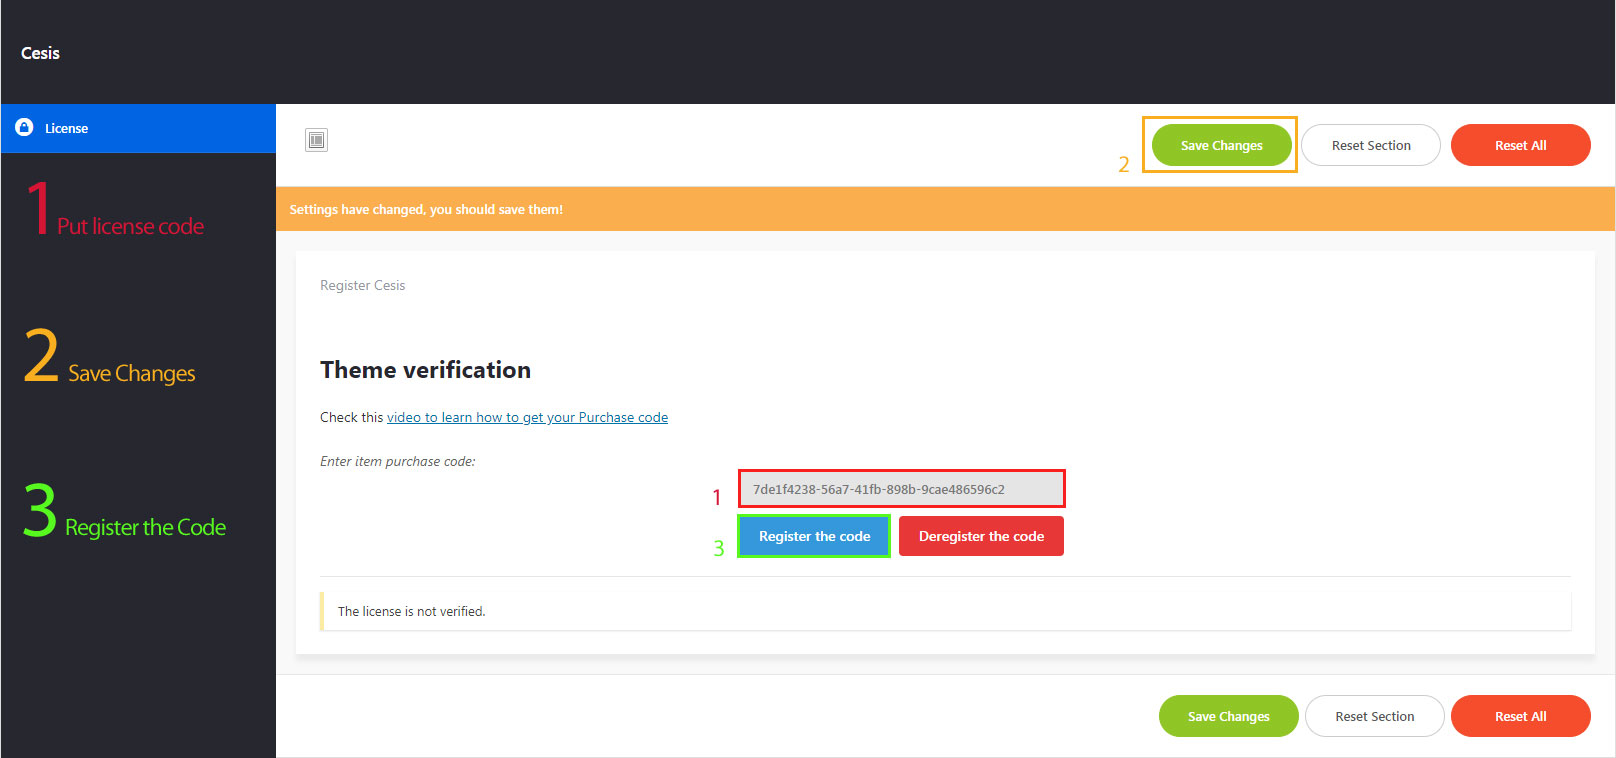 Cesis
License
1 Put license code
2 Save Changes
3 Register the Code
2
Save Changes
Reset Section
Reset All
Settings have changed, you should save them!
Register Cesis
Theme verification
Check this video to learn how to get your Purchase code
Enter item purchase code:
1
7de1f4238-56a7-41fb-898b-9cae486596c2
3
Register the code
Deregister the code
The license is not verified.
Save Changes
Reset Section
Reset All